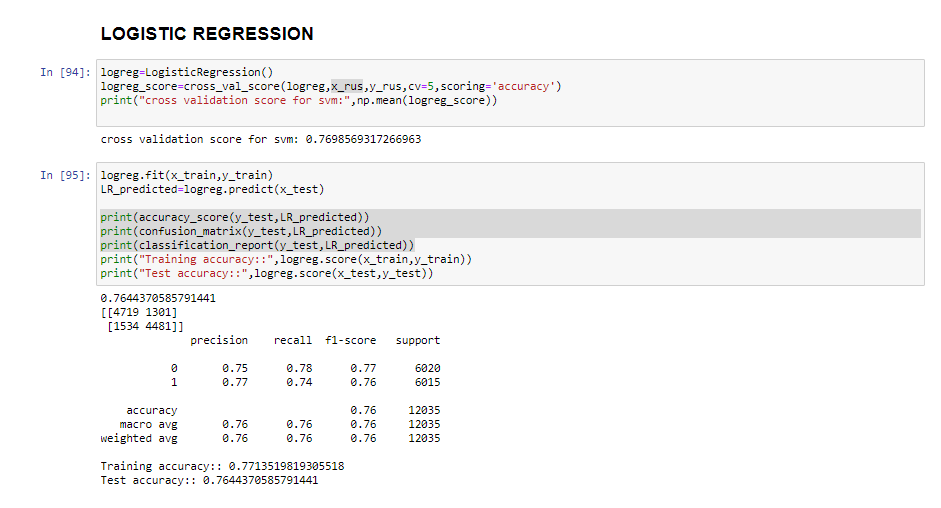 LOGISTIC REGRESSION
In [94]: logreg=LogisticRegression()
logreg_score=cross_val_score(logreg,x_rus,y_rus,cv=5,scoring='accuracy')
print("cross validation score for svm:",np.mean(logreg_score))
cross validation score for svm: 0.7698569317266963
In [95]: logreg.fit(x_train,y_train)
LR_predicted=logreg.predict(x_test)
print(accuracy_score(y_test,LR_predicted))
print(confusion_matrix(y_test,LR_predicted))
print(classification_report(y_test,LR_predicted))
print("Training accuracy::",logreg.score(x_train,y_train))
print("Test accuracy::",logreg.score(x_test,y_test))
0.7644370585791441
[[4719 1301]
[1534 4481]]
precision recall f1-score support
0 0.75 0.78 0.77 6020
1 0.77 0.74 0.76 6015
accuracy 0.76 12035
macro avg 0.76 0.76 0.76 12035
weighted avg 0.76 0.76 0.76 12035
Training accuracy:: 0.7713519819305518
Test accuracy:: 0.7644370585791441